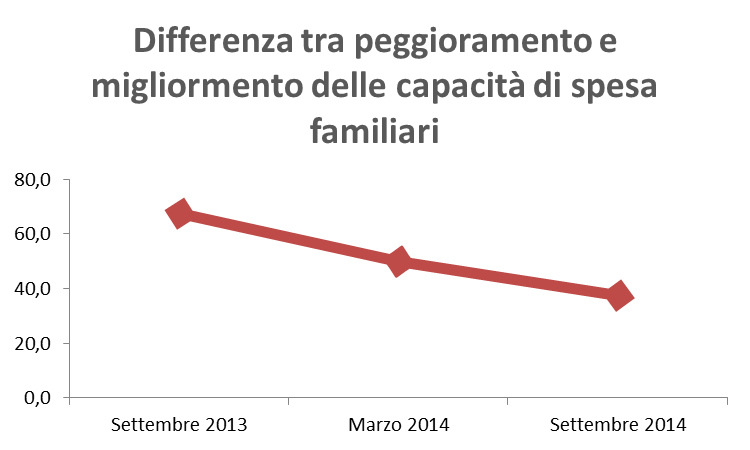 Differenza tra peggioramento e
migliormento delle capacità di spesa
familiari
80,0
60,0
40,0
20,0
0,0
Settembre 2013
Marzo 2014
Settembre 2014